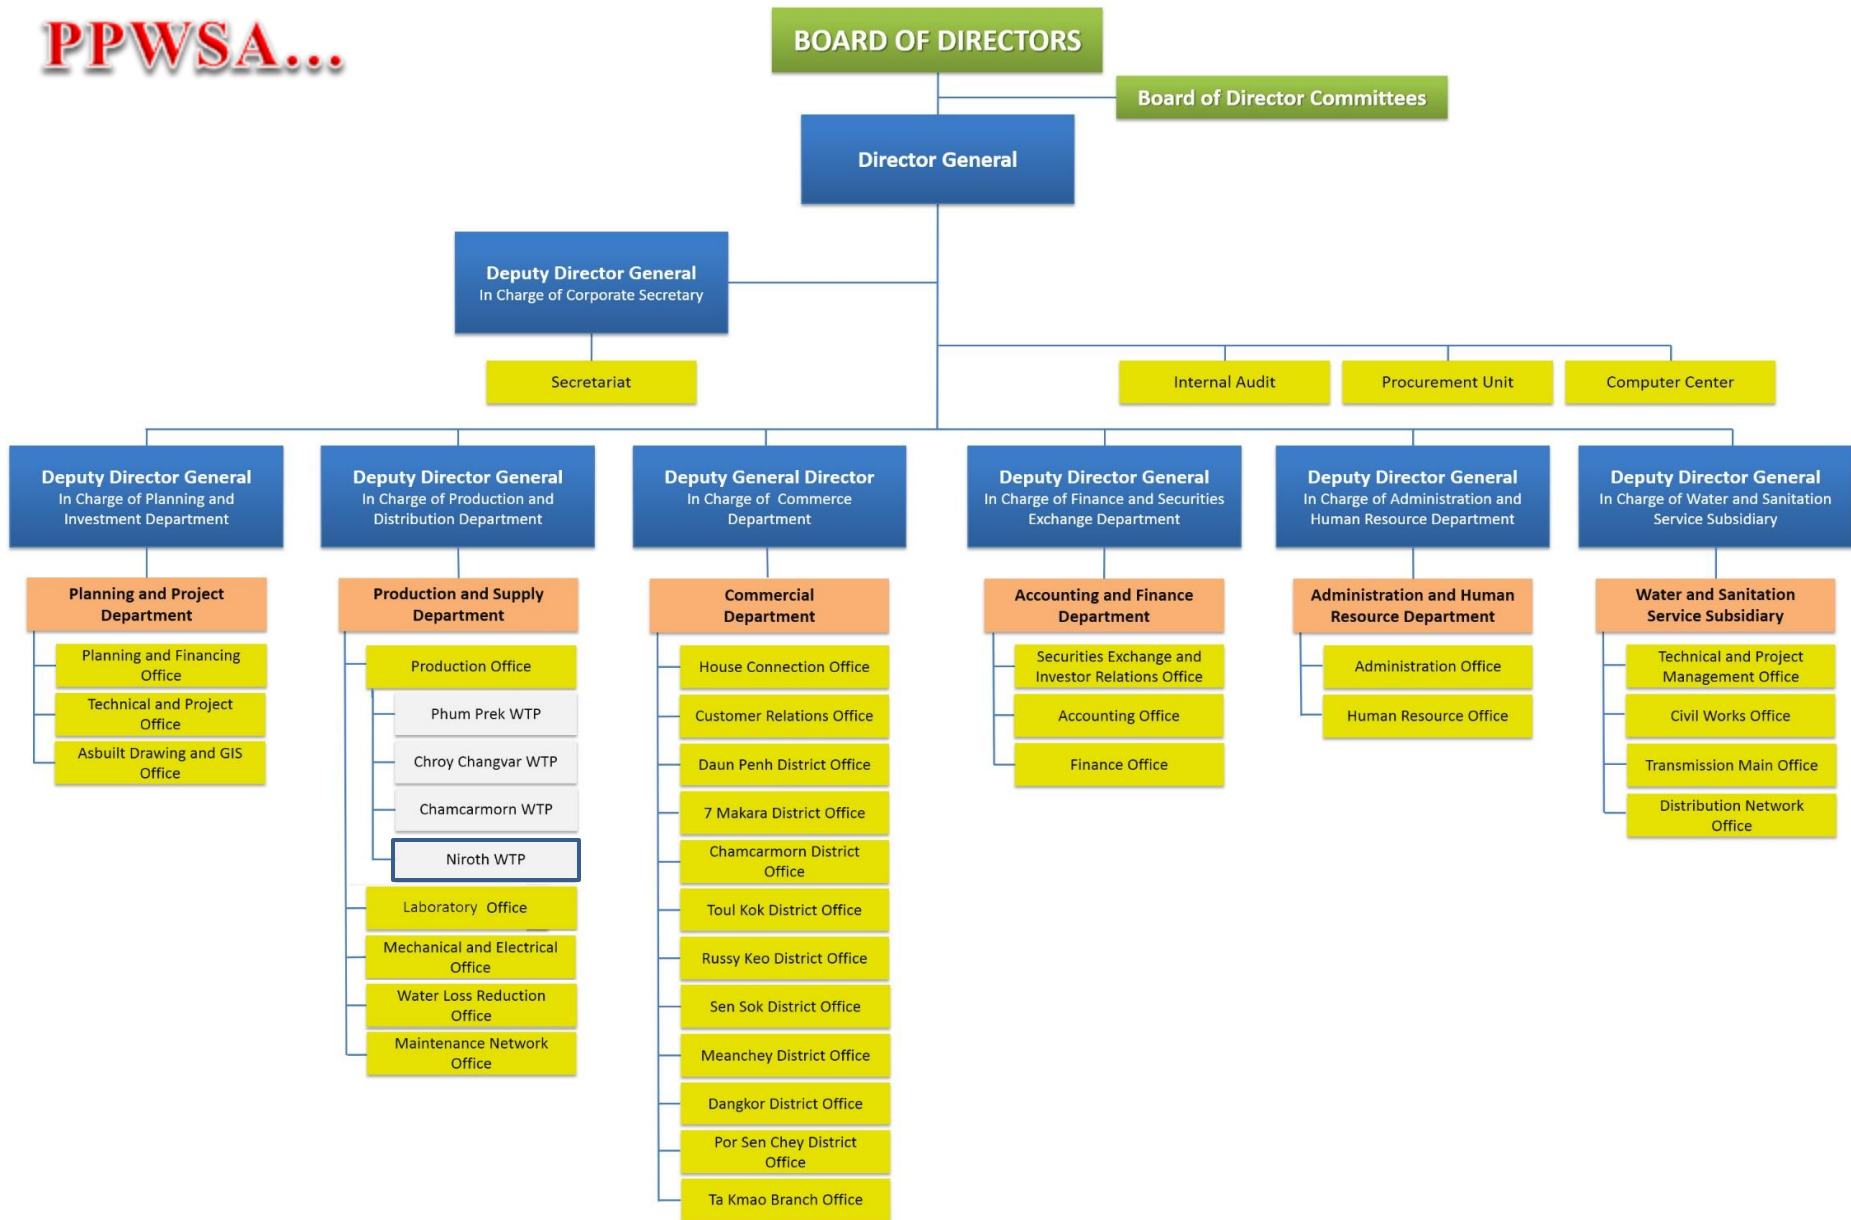 PPWSA...
BOARD OF DIRECTORS
Board of Director Committees
Director General
Deputy Director General
In Charge of Corporate Secretary
Secretariat
Internal Audit
Procurement Unit
Computer Center
Deputy Director General
In Charge of Planning and
Investment Department
Deputy Director General
In Charge of Production and
Distribution Department
Deputy General Director
In Charge of Commerce
Department
Deputy Director General
In Charge of Finance and Securities
Exchange Department
Deputy Director General
In Charge of Administration and
Human Resource Department
Deputy Director General
In Charge of Water and Sanitation
Service Subsidiary
Planning and Project
Department
Planning and Financing
Office
Technical and Project
Office
Asbuilt Drawing and GIS
Office
Production and Supply
Department
Production Office
Phum Prek WTP
Chroy Changvar WTP
Chamcarmorn WTP
Niroth WTP
Laboratory Office
Mechanical and Electrical
Office
Water Loss Reduction
Office
Maintenance Network
Office
Commercial
Department
House Connection Office
Customer Relations Office
Daun Penh District Office
7 Makara District Office
Chamcarmorn District
Office
Toul Kok District Office
Russy Keo District Office
Sen Sok District Office
Meanchey District Office
Dangkor District Office
Por Sen Chey District
Office
Ta Kmao Branch Office
Accounting and Finance
Department
Securities Exchange and
Investor Relations Office
Accounting Office
Finance Office
Administration and Human
Resource Department
Administration Office
Human Resource Office
Water and Sanitation
Service Subsidiary
Technical and Project
Management Office
Civil Works Office
Transmission Main Office
Distribution Network
Office